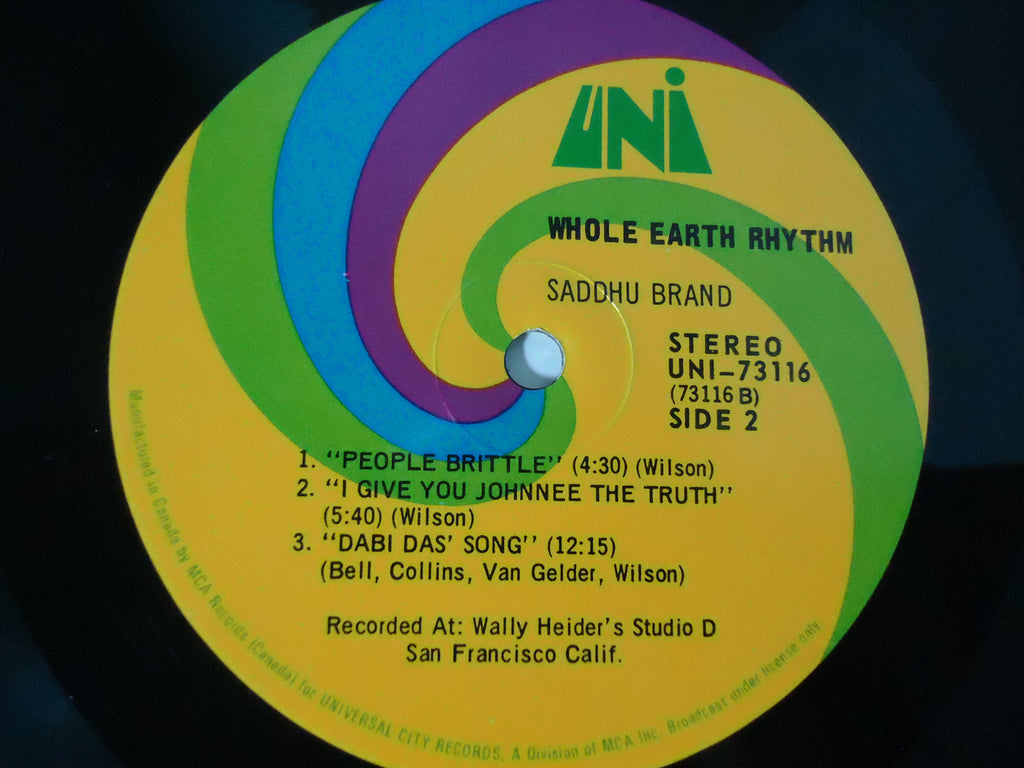 UNI
WHOLE EARTH RHYTHM
SADDHU BRAND
STEREO
UNI-73116
(73116 B)
SIDE 2
1. "PEOPLE BRITTLE" (4:30) (Wilson)
2. "I GIVE YOU JOHNNEE THE TRUTH"
(5:40) (Wilson)
3. "DABI DAS' SONG" (12:15)
(Bell, Collins, Van Gelder, Wilson)
Recorded At: Wally Heider's Studio D
San Francisco Calif.
Manufactured in Canada by MCA Records (Canada) for UNIVERSAL CITY RECORDS, A Division of MCA Inc. Broadcast under license only.